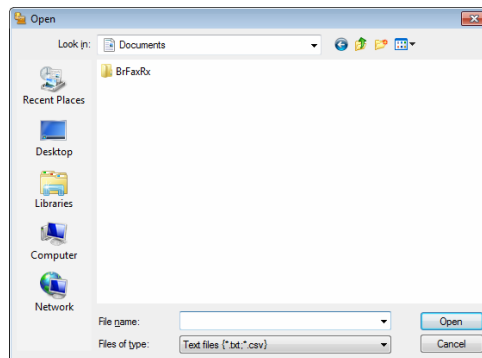 Open
Look in: Documents
BrFaxRx
Recent Places
Desktop
Libraries
Computer
Network
File name: Open
Files of type: Text files {*.txt;*.csv} Cancel